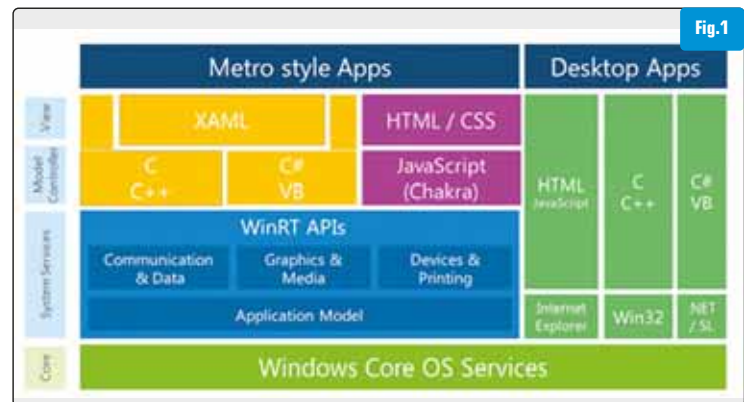 Fig.1
Metro style Apps
Desktop Apps
View
XAML
HTML / CSS
Model
Controller
C
C++
C#
VB
JavaScript
(Chakra)
HTML
JavaScript
C
C++
C#
VB
System Services
WinRT APIs
Communication
& Data
Graphics &
Media
Devices &
Printing
Application Model
Internet
Explorer
Win32
.NET
/ SL
Core
Windows Core OS Services